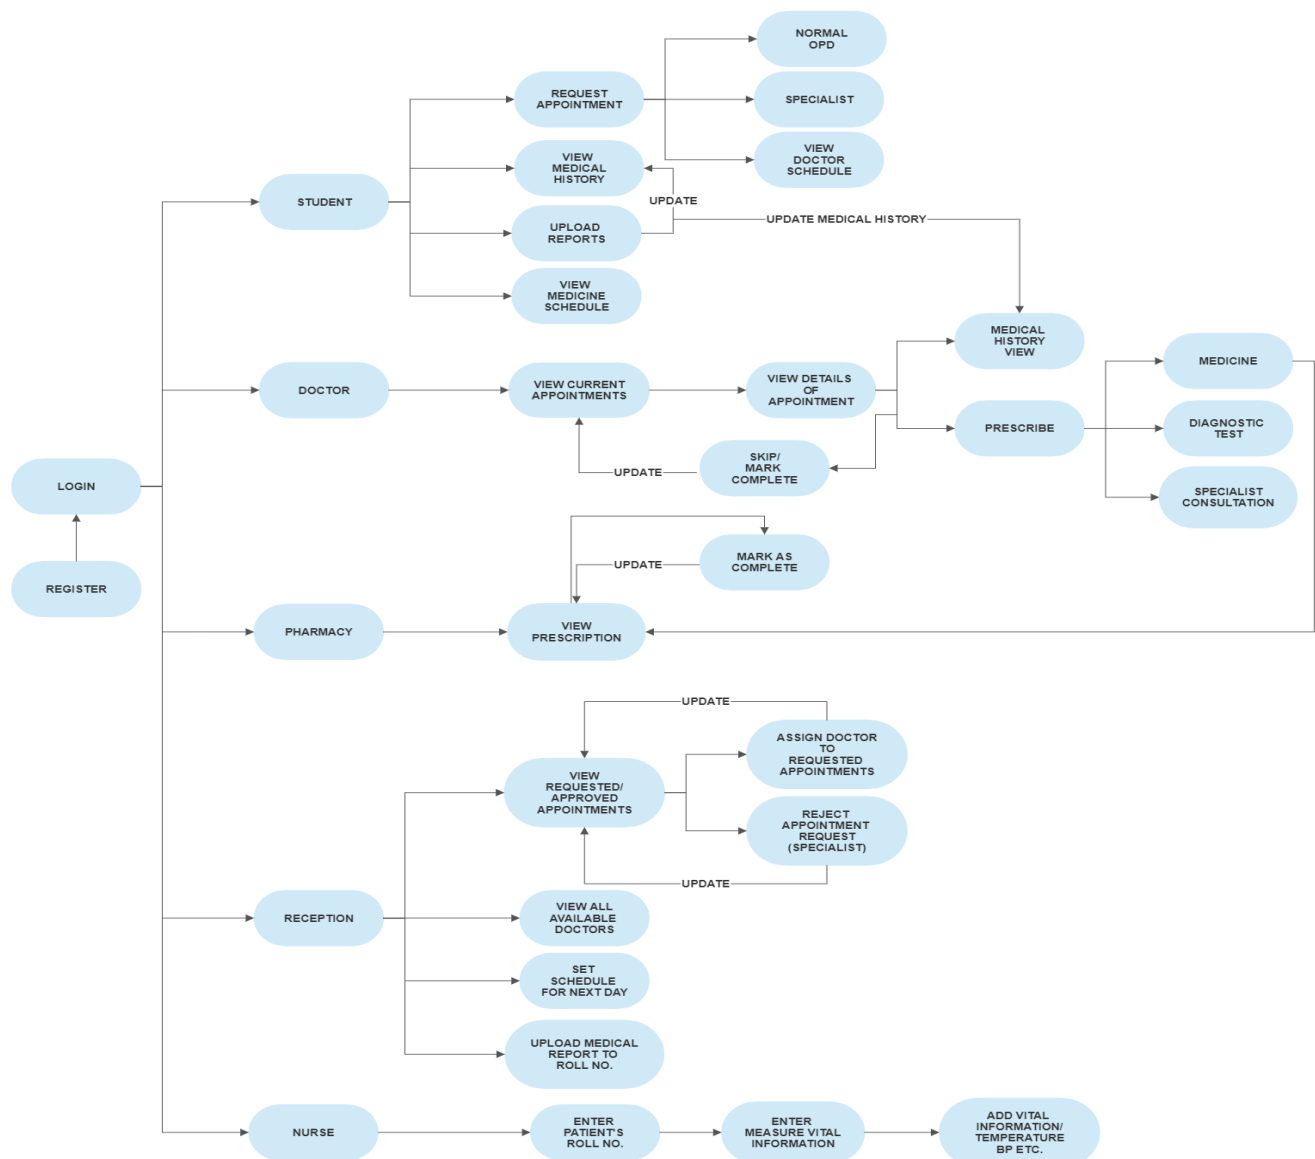 NORMAL
OPD
REQUEST
APPOINTMENT
SPECIALIST
VIEW
DOCTOR
SCHEDULE
VIEW
MEDICAL
HISTORY
STUDENT
UPDATE
UPDATE MEDICAL HISTORY
UPLOAD
REPORTS
VIEW
MEDICINE
SCHEDULE
MEDICAL
HISTORY
VIEW
MEDICINE
DOCTOR
VIEW CURRENT
APPOINTMENTS
VIEW DETAILS
OF
APPOINTMENT
PRESCRIBE
DIAGNOSTIC
TEST
SKIP/
MARK
COMPLETE
UPDATE
SPECIALIST
CONSULTATION
LOGIN
REGISTER
MARK AS
COMPLETE
UPDATE
PHARMACY
VIEW
PRESCRIPTION
UPDATE
ASSIGN DOCTOR
TO
REQUESTED
APPOINTMENTS
VIEW
REQUESTED/
APPROVED
APPOINTMENTS
REJECT
APPOINTMENT
REQUEST
(SPECIALIST)
UPDATE
RECEPTION
VIEW ALL
AVAILABLE
DOCTORS
SET
SCHEDULE
FOR NEXT DAY
UPLOAD MEDICAL
REPORT TO
ROLL NO.
NURSE
ENTER
PATIENT'S
ROLL NO.
ENTER
MEASURE VITAL
INFORMATION
ADD VITAL
INFORMATION/
TEMPERATURE
BP ETC.